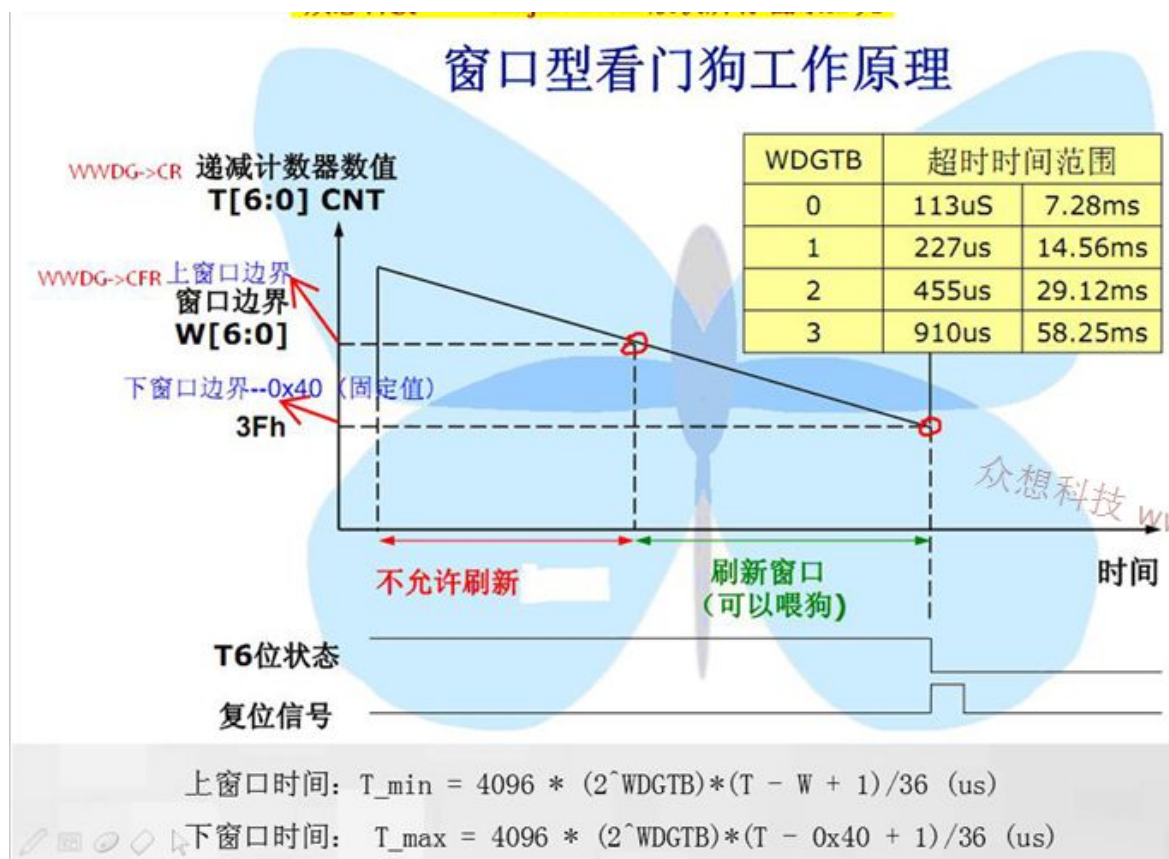 窗口型看门狗工作原理
WWDG->CR 递减计数器数值
T[6:0] CNT
WWDG->CFR 上窗口边界
窗口边界
W[6:0]
下窗口边界--0x40（固定值）
3Fh
WDGTB 超时时间范围
0 113uS 7.28ms
1 227us 14.56ms
2 455us 29.12ms
3 910us 58.25ms
众想科技 ww
不允许刷新
刷新窗口
（可以喂狗)
时间
T6位状态
复位信号
上窗口时间: T_min = 4096 * (2^WDGTB)*(T - W + 1)/36 (us)
下窗口时间: T_max = 4096 * (2^WDGTB)*(T - 0x40 + 1)/36 (us)